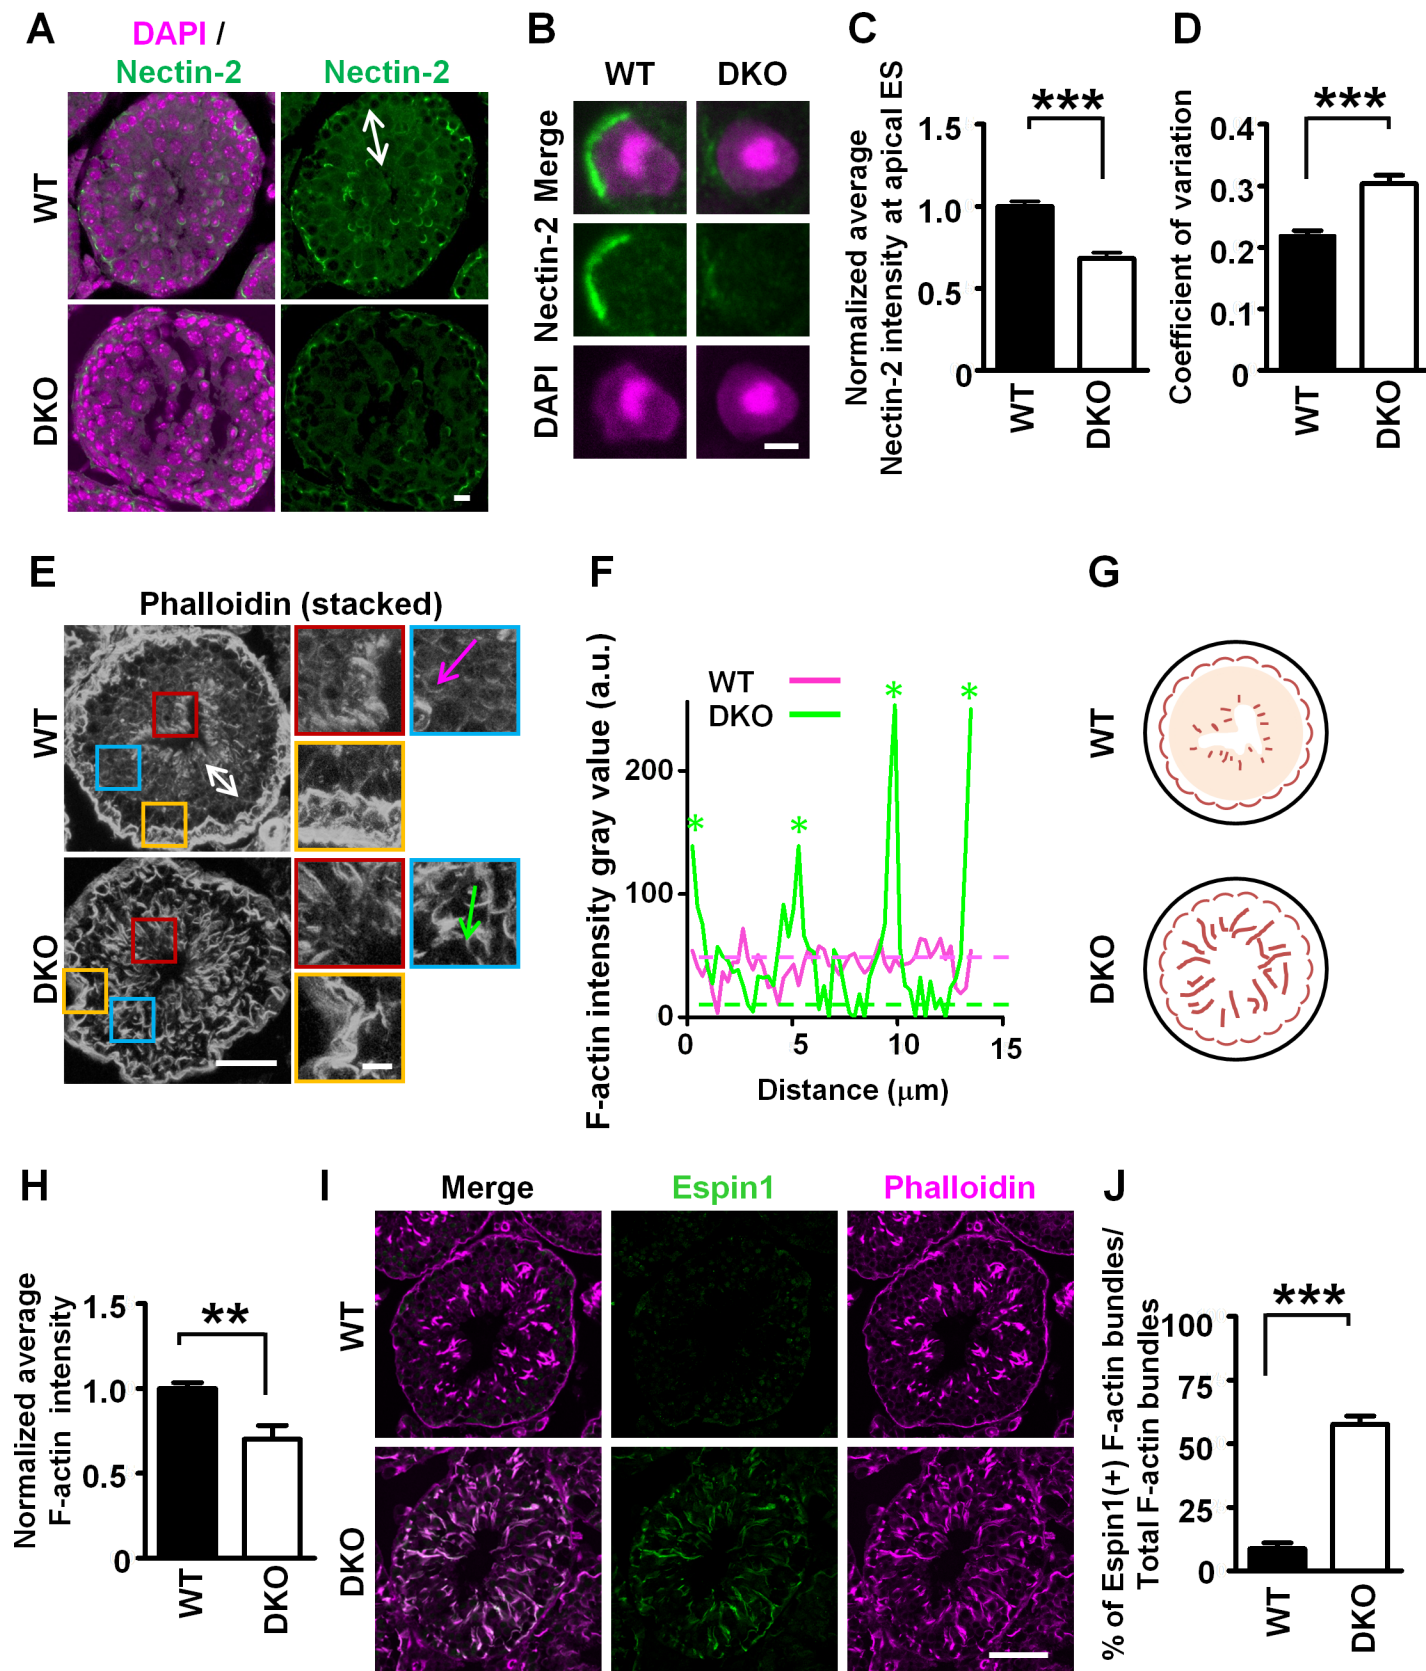 A
DAPI /
Nectin-2
Nectin-2
WT
DKO
B
WT
DKO
Merge
Nectin-2
DAPI
C
Normalized average
Nectin-2 intensity at apical ES
***
1.5
1.0
0.5
0
WT
DKO
D
Coefficient of variation
***
0.4
0.3
0.2
0.1
0
WT
DKO
E
Phalloidin (stacked)
WT
DKO
F
F-actin intensity gray value (a.u.)
WT
DKO
*
*
*
*
200
100
0
0
5
10
15
Distance (μm)
G
WT
DKO
H
Normalized average
F-actin intensity
**
1.5
1.0
0.5
0
WT
DKO
I
Merge
Espin1
Phalloidin
WT
DKO
J
% of Espin1(+) F-actin bundles/
Total F-actin bundles
***
100
75
50
25
0
WT
DKO